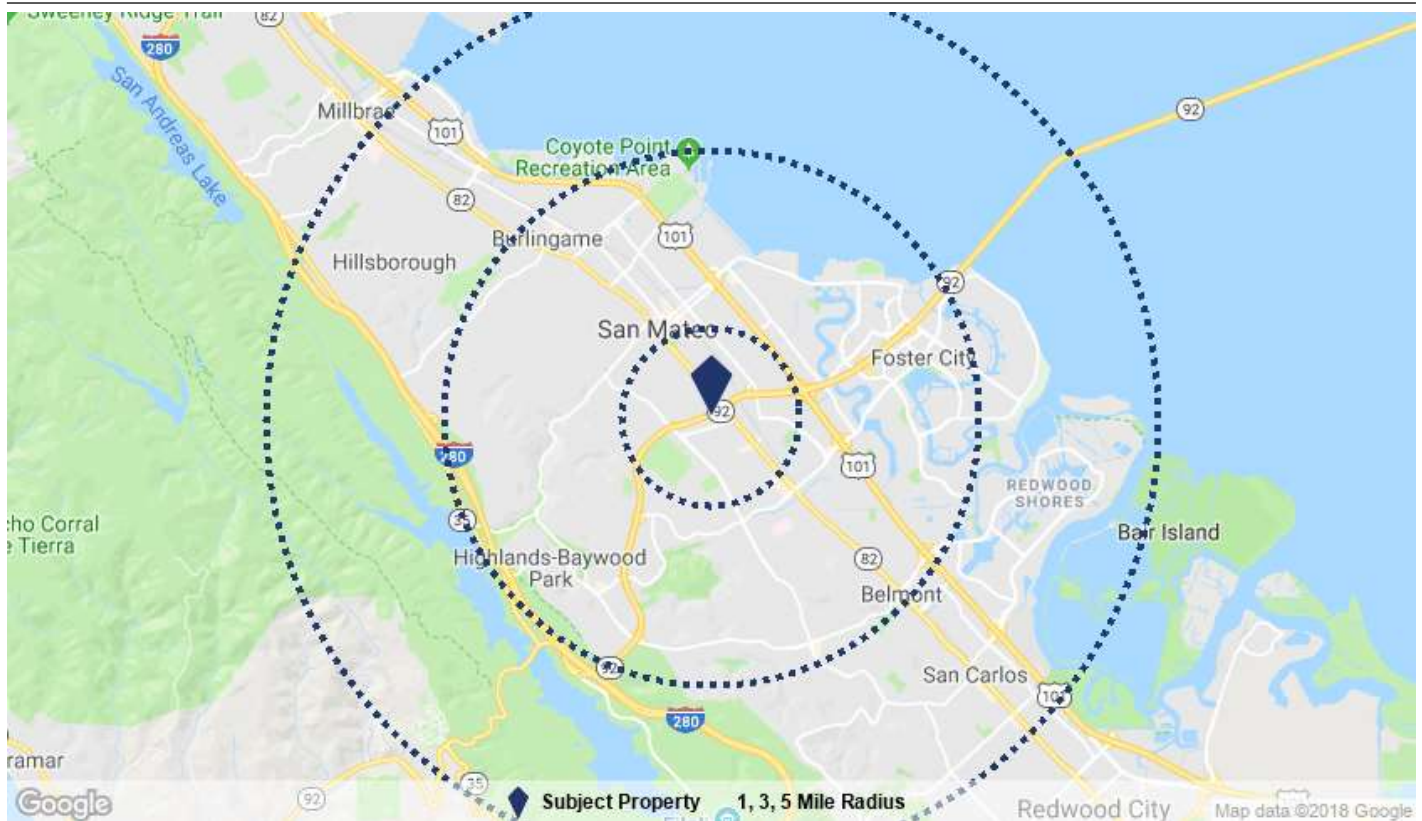 Sweeney Ridge Trail
82
280
San Andreas Lake
Millbrae
101
92
Coyote Point
Recreation Area
82
101
Burlingame
Hillsborough
92
San Mateo
Foster City
92
280
101
REDWOOD
SHORES
35
cho Corral
e Tierra
Bair Island
Highlands-Baywood
Park
82
Belmont
92
San Carlos
101
280
ramar
35
92
Google
Subject Property 1, 3, 5 Mile Radius
Redwood City
Map data ©2018 Google